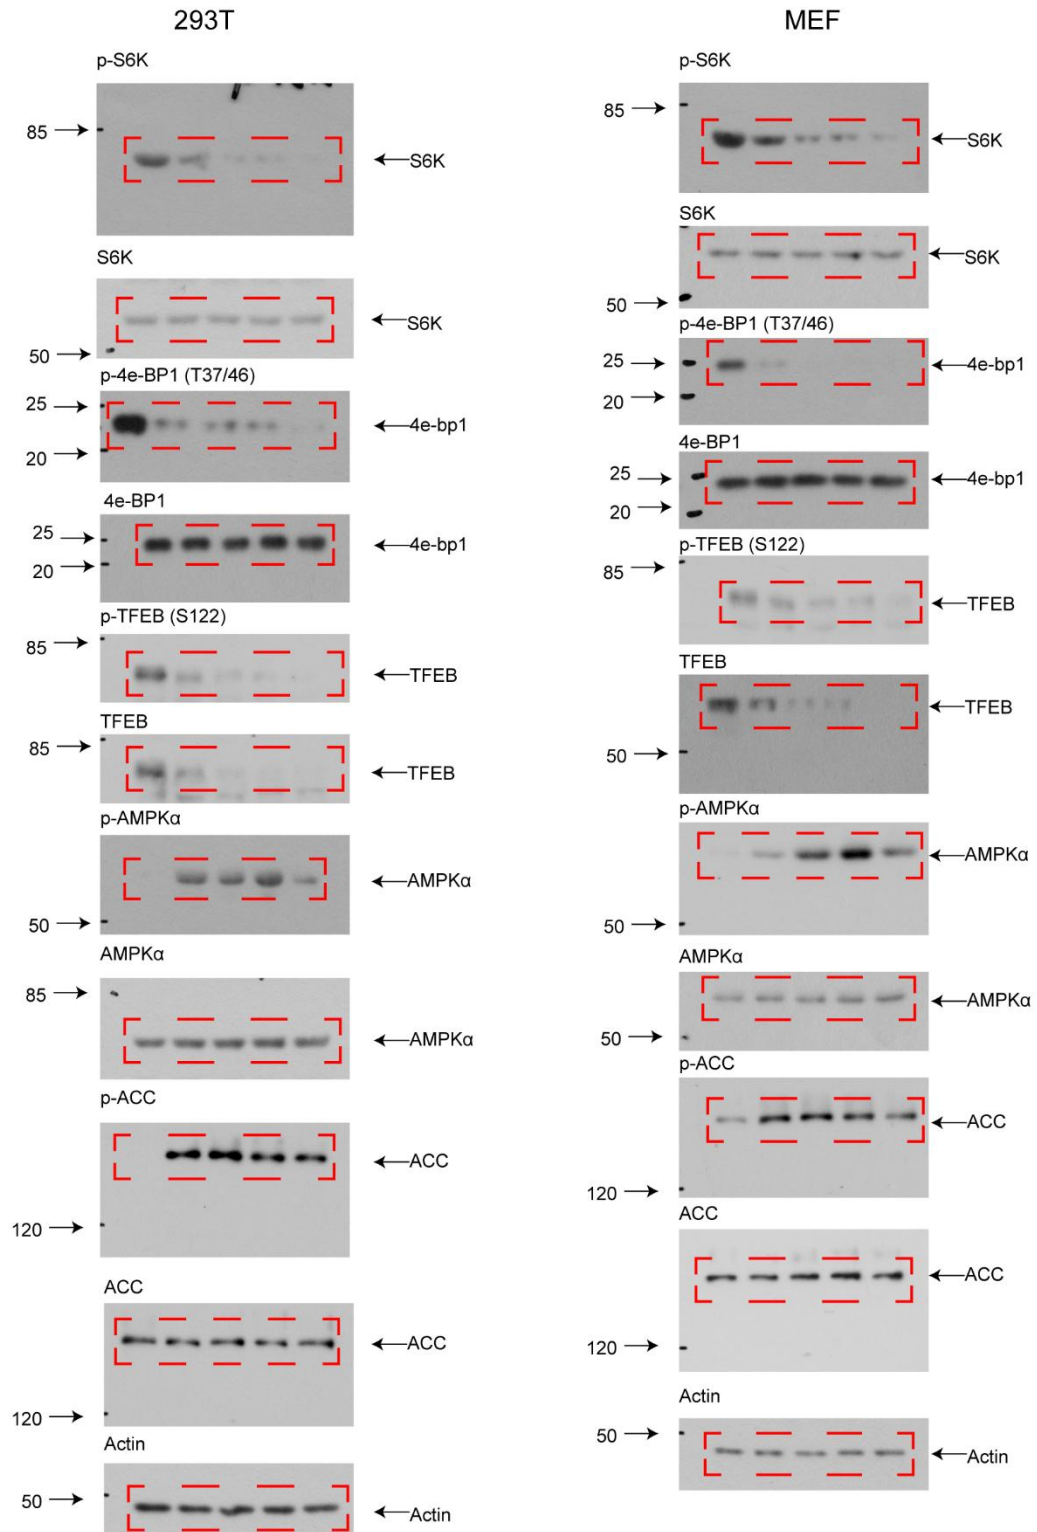 293T
p-S6K
85
S6K
S6K
S6K
50
p-4e-BP1 (T37/46)
25
4e-bp1
20
4e-BP1
25
4e-bp1
20
p-TFEB (S122)
85
TFEB
TFEB
85
TFEB
p-AMPKα
AMPKα
50
AMPKα
85
AMPKα
p-ACC
ACC
120
ACC
ACC
120
Actin
50
Actin
MEF
p-S6K
85
S6K
S6K
S6K
50
p-4e-BP1 (T37/46)
25
4e-bp1
20
4e-BP1
25
4e-bp1
20
p-TFEB (S122)
85
TFEB
TFEB
TFEB
50
p-AMPKα
AMPKα
50
AMPKα
AMPKα
50
p-ACC
ACC
120
ACC
ACC
120
Actin
50
Actin